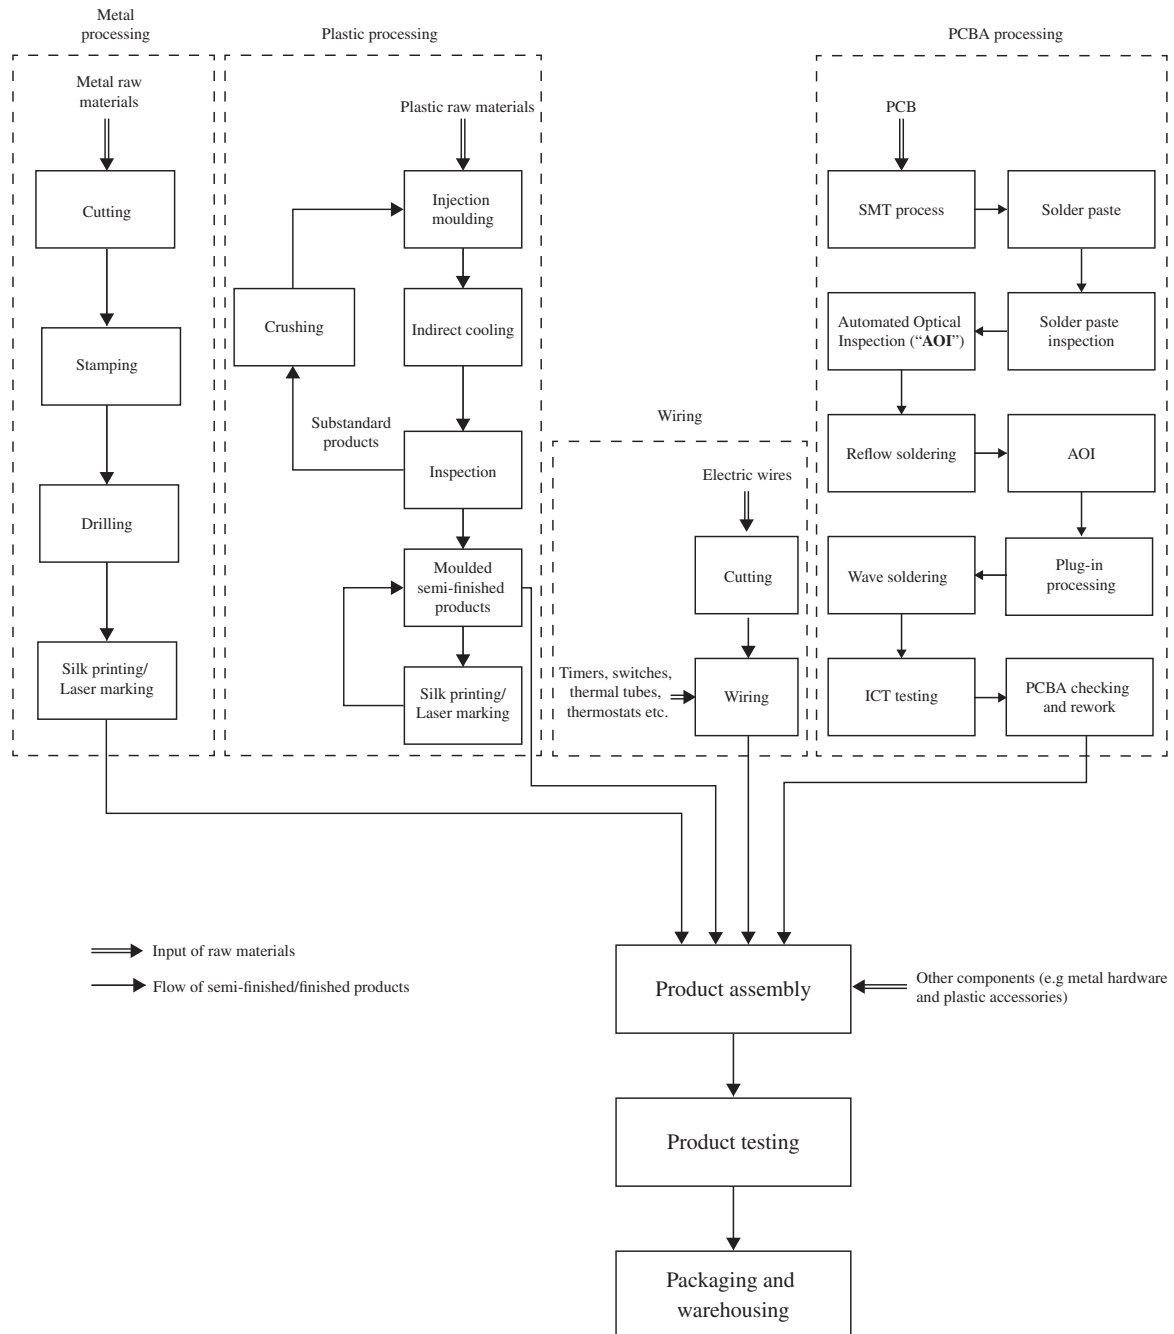 Metal
processing
Metal raw
materials
Cutting
Stamping
Drilling
Silk printing/
Laser marking
Plastic processing
Plastic raw materials
Injection
moulding
Crushing
Indirect cooling
Substandard
products
Inspection
Moulded
semi-finished
products
Silk printing/
Laser marking
Wiring
Electric wires
Cutting
Timers, switches,
thermal tubes,
thermostats etc.
Wiring
PCBA processing
PCB
SMT process
Solder paste
Automated Optical
Inspection (“AOI”)
Solder paste
inspection
Reflow soldering
AOI
Wave soldering
Plug-in
processing
ICT testing
PCBA checking
and rework
Input of raw materials
Flow of semi-finished/finished products
Product assembly
Other components (e.g metal hardware
and plastic accessories)
Product testing
Packaging and
warehousing